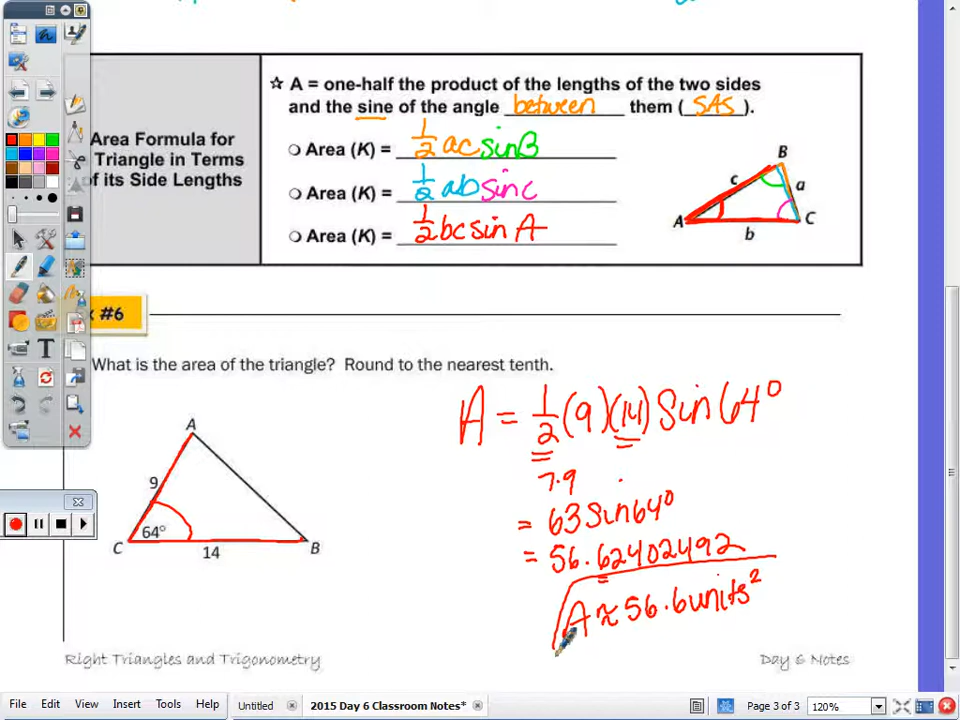 ☆ A = one-half the product of the lengths of the two sides
and the sine of the angle between them (SAS).
Area Formula for
Triangle in Terms
of its Side Lengths
Area (K) = 1/2 ac sin B
Area (K) = 1/2 ab sin C
Area (K) = 1/2 bc sin A
B
c
a
A
C
b
x #6
What is the area of the triangle? Round to the nearest tenth.
A = 1/2 (9)(14) Sin 64°
7·9
= 63 Sin 64°
= 56.62402492
A ≈ 56.6 units²
A
9
64°
C
14
B
Right Triangles and Trigonometry
Day 6 Notes
File Edit View Insert Tools Help
Untitled
2015 Day 6 Classroom Notes*
Page 3 of 3
120%